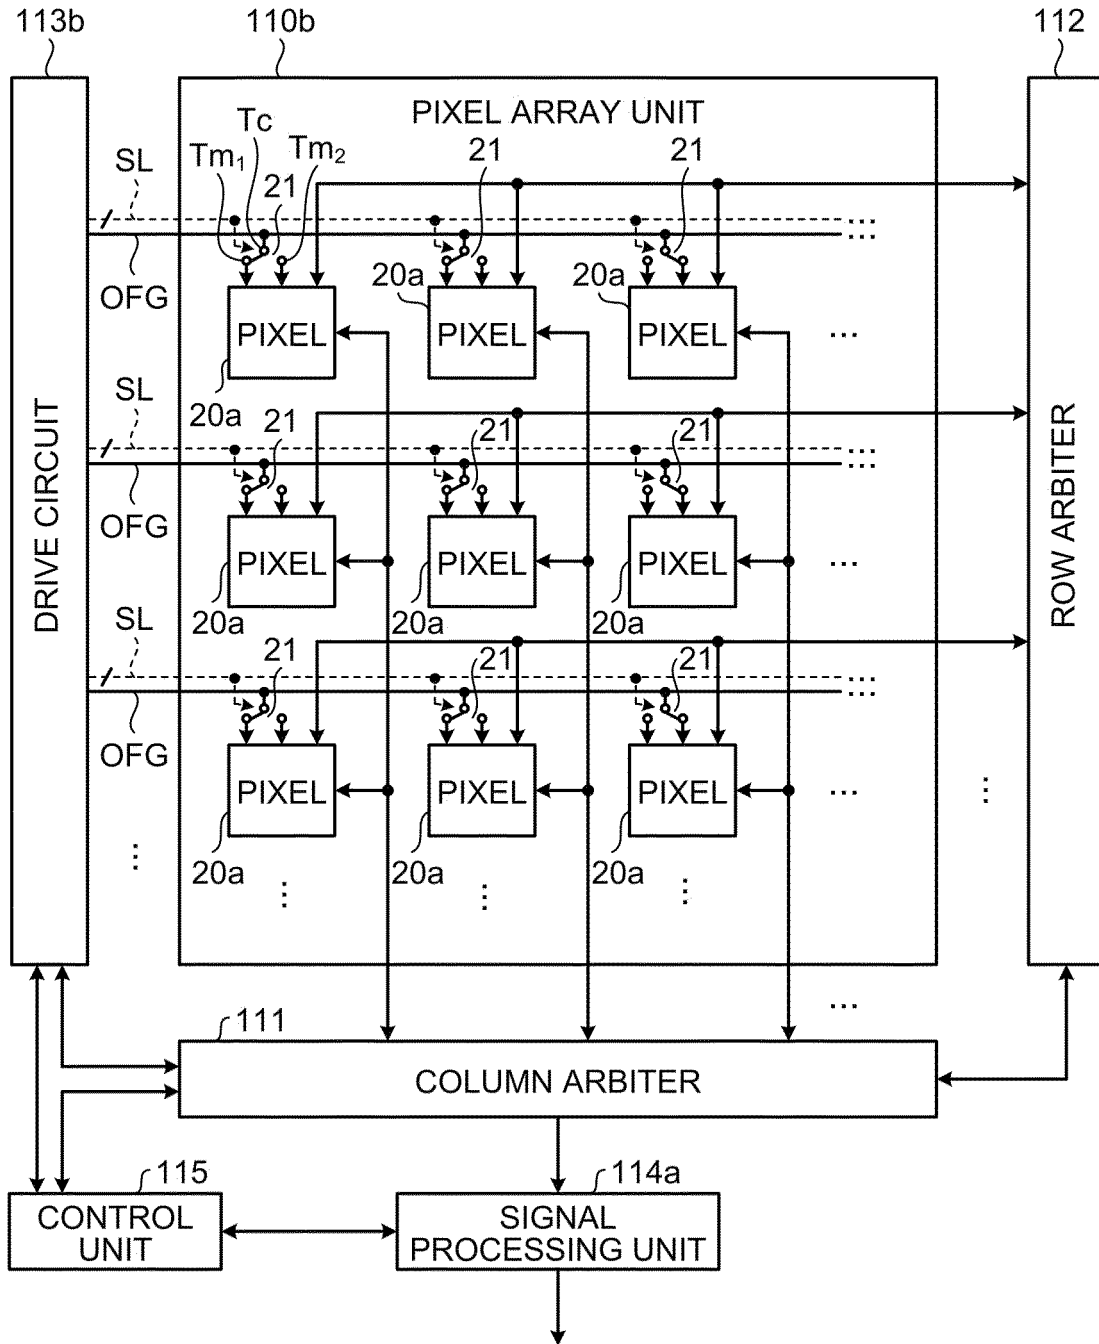 113b 110b 112
PIXEL ARRAY UNIT
Tc
SL Tm1 21 Tm2 21 21
... ...
21 21
OFG 20a 20a
PIXEL PIXEL PIXEL ...
SL 20a 21 21 21
... ...
OFG
PIXEL PIXEL PIXEL ...
SL 20a 21 20a 21 20a 21
... ...
OFG
PIXEL PIXEL PIXEL ...
20a 20a 20a
DRIVE CIRCUIT
ROW ARBITER
111
COLUMN ARBITER
115 114a
CONTROL
UNIT
SIGNAL
PROCESSING UNIT